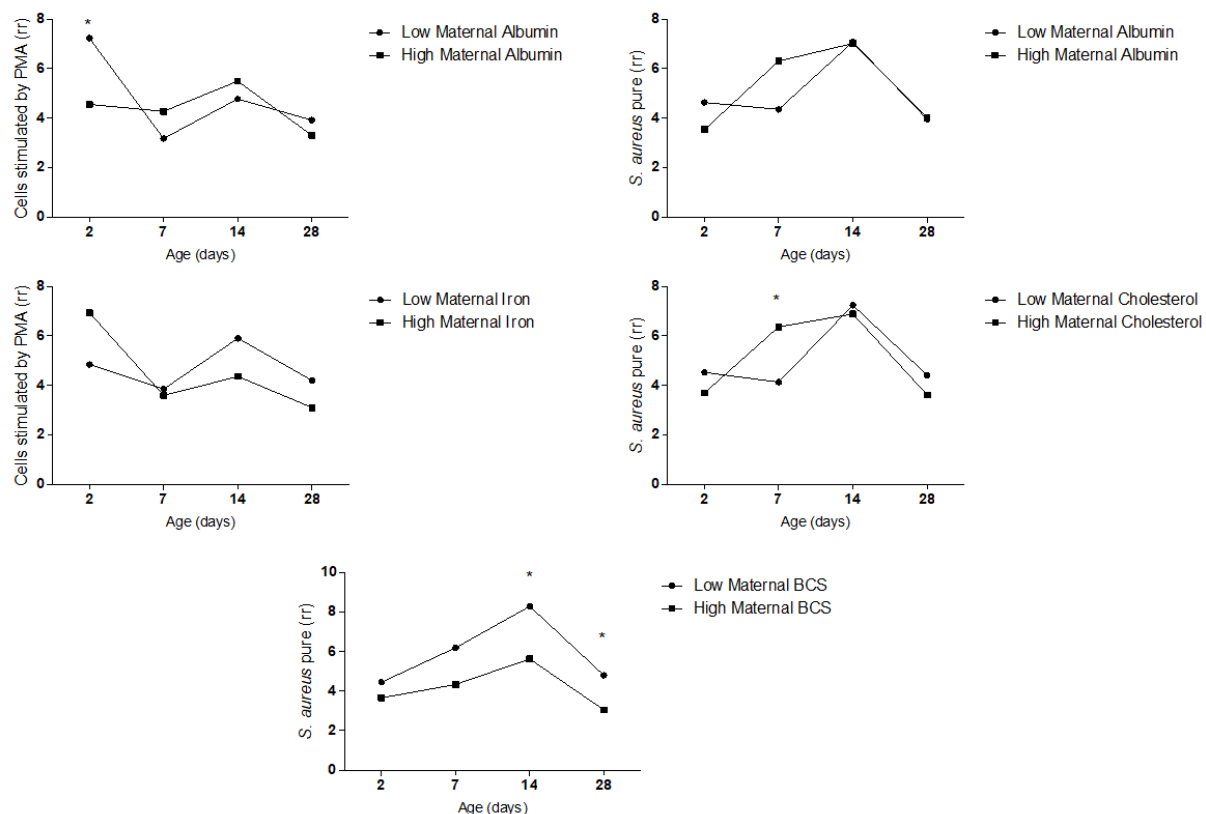 Cells stimulated by PMA (rr)
8
6
4
2
0
*
2 7 14 28
Age (days)
Low Maternal Albumin
High Maternal Albumin
S. aureus pure (rr)
8
6
4
2
0
2 7 14 28
Age (days)
Low Maternal Albumin
High Maternal Albumin
Cells stimulated by PMA (rr)
8
6
4
2
0
2 7 14 28
Age (days)
Low Maternal Iron
High Maternal Iron
S. aureus pure (rr)
8
6
4
2
0
*
2 7 14 28
Age (days)
Low Maternal Cholesterol
High Maternal Cholesterol
S. aureus pure (rr)
10
8
6
4
2
0
*
*
2 7 14 28
Age (days)
Low Maternal BCS
High Maternal BCS